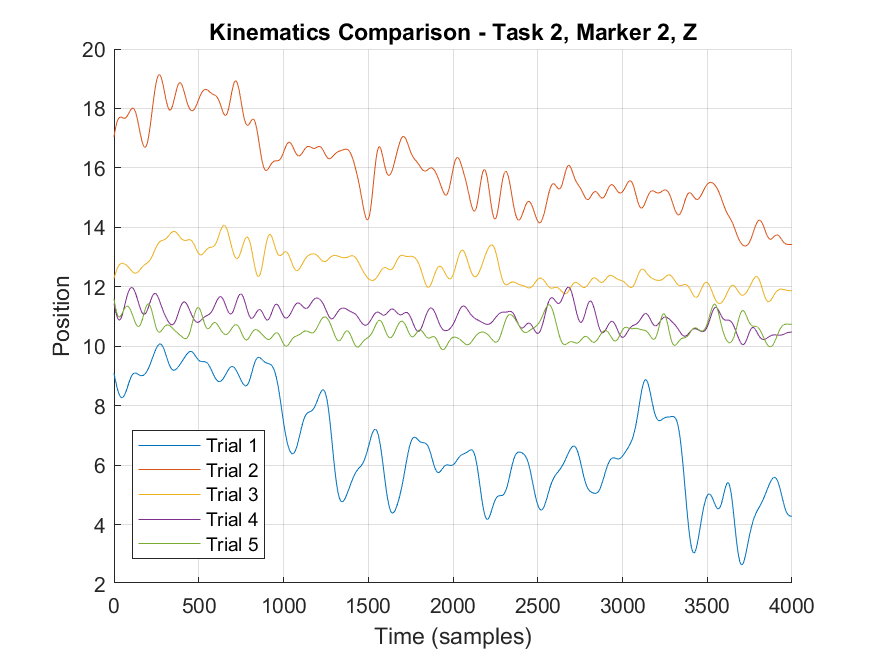 Kinematics Comparison - Task 2, Marker 2, Z
20
18
16
14
12
10
8
6
4
2
Position
Trial 1
Trial 2
Trial 3
Trial 4
Trial 5
0 500 1000 1500 2000 2500 3000 3500 4000
Time (samples)